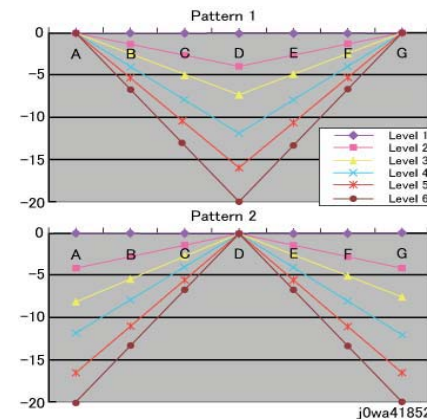 Pattern 1
0
A B C D E F G
-5
-10
-15
-20
Level 1
Level 2
Level 3
Level 4
Level 5
Level 6
Pattern 2
0
A B C D E F G
-5
-10
-15
-20
j0wa41852